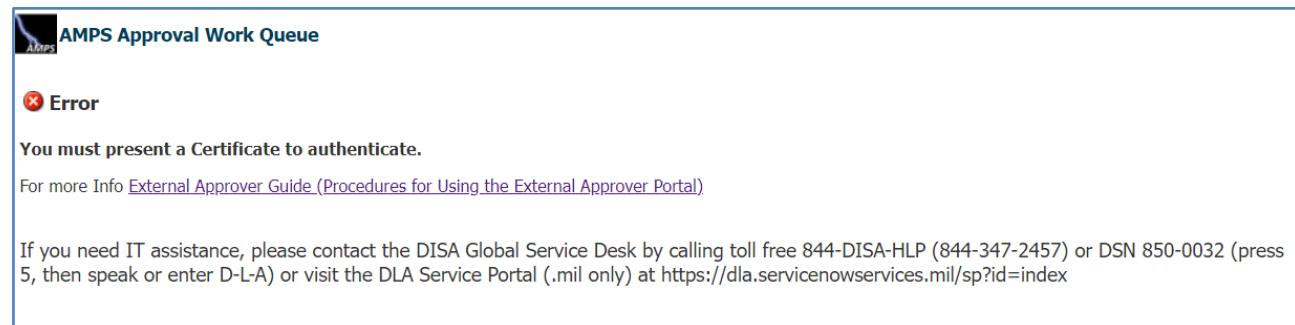 AMPS
AMPS Approval Work Queue
Error
You must present a Certificate to authenticate.
For more Info External Approver Guide (Procedures for Using the External Approver Portal)
If you need IT assistance, please contact the DISA Global Service Desk by calling toll free 844-DISA-HLP (844-347-2457) or DSN 850-0032 (press
5, then speak or enter D-L-A) or visit the DLA Service Portal (.mil only) at https://dla.servicenowservices.mil/sp?id=index